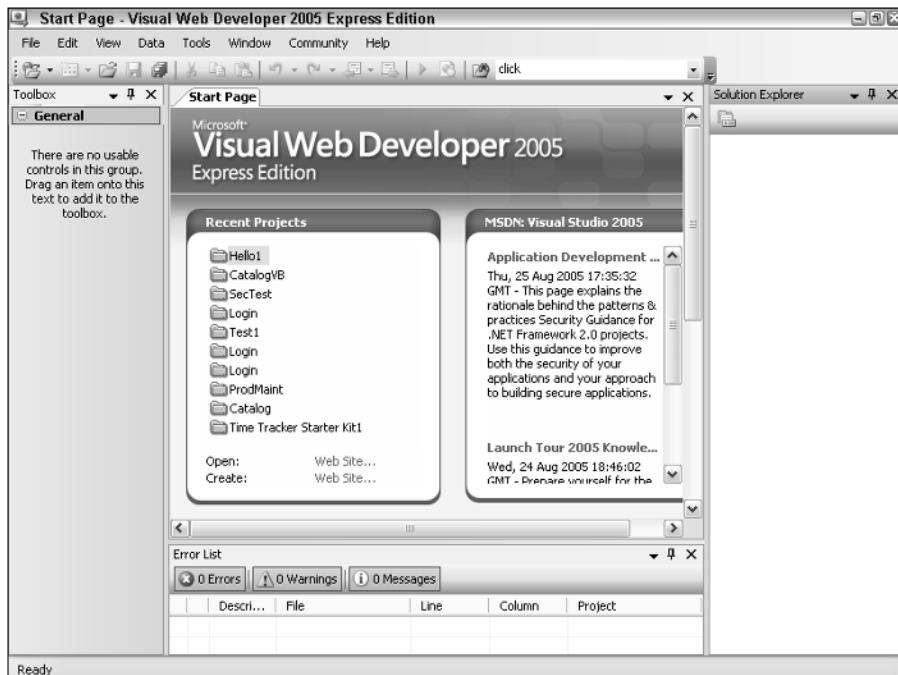 Start Page - Visual Web Developer 2005 Express Edition
File Edit View Data Tools Window Community Help
click
Toolbox
General
There are no usable
controls in this group.
Drag an item onto this
text to add it to the
toolbox.
Start Page
Microsoft
Visual Web Developer 2005
Express Edition
Recent Projects
Hello1
CatalogVB
SecTest
Login
Test1
Login
Login
ProdMaint
Catalog
Time Tracker Starter Kit1
Open: Web Site...
Create: Web Site...
MSDN: Visual Studio 2005
Application Development ...
Thu, 25 Aug 2005 17:35:32
GMT - This page explains the
rationale behind the patterns &
practices Security Guidance for
.NET Framework 2.0 projects.
Use this guidance to improve
both the security of your
applications and your approach
to building secure applications.
Launch Tour 2005 Knowle...
Wed, 24 Aug 2005 18:46:02
GMT - Prepare yourself for the
Solution Explorer
Error List
0 Errors 0 Warnings 0 Messages
Descri... File Line Column Project
Ready